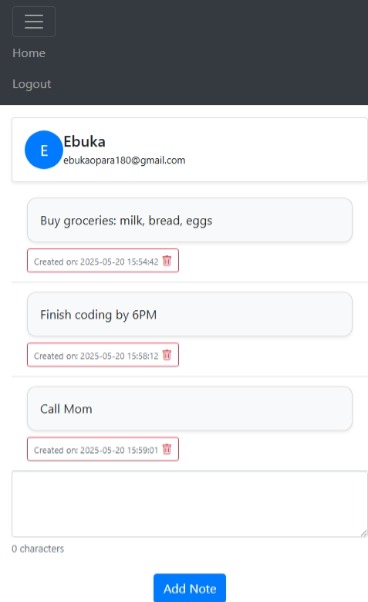 Home
Logout
E
Ebuka
ebukaopara180@gmail.com
Buy groceries: milk, bread, eggs
Created on: 2025-05-20 15:54:42
Finish coding by 6PM
Created on: 2025-05-20 15:58:12
Call Mom
Created on: 2025-05-20 15:59:01
0 characters
Add Note